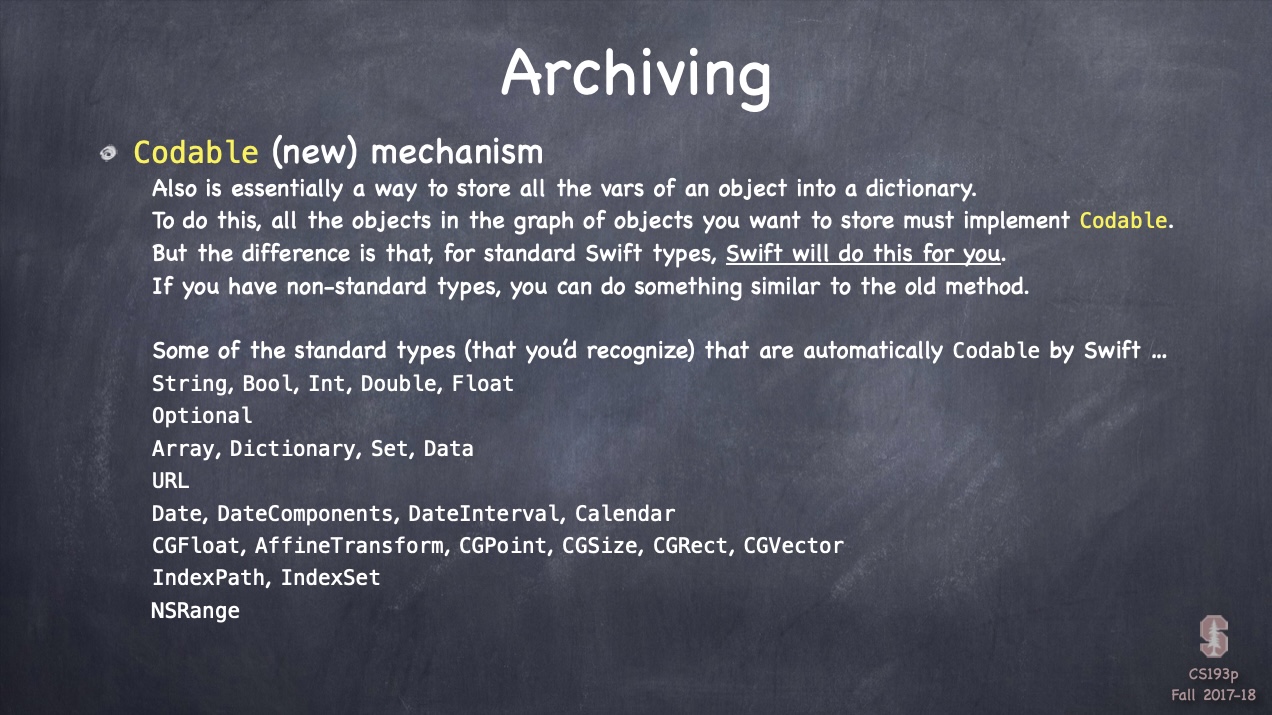 Archiving
Codable (new) mechanism
Also is essentially a way to store all the vars of an object into a dictionary.
To do this, all the objects in the graph of objects you want to store must implement Codable.
But the difference is that, for standard Swift types, Swift will do this for you.
If you have non-standard types, you can do something similar to the old method.
Some of the standard types (that you'd recognize) that are automatically Codable by Swift ...
String, Bool, Int, Double, Float
Optional
Array, Dictionary, Set, Data
URL
Date, DateComponents, DateInterval, Calendar
CGFloat, AffineTransform, CGPoint, CGSize, CGRect, CGVector
IndexPath, IndexSet
NSRange
S
CS193p
Fall 2017-18